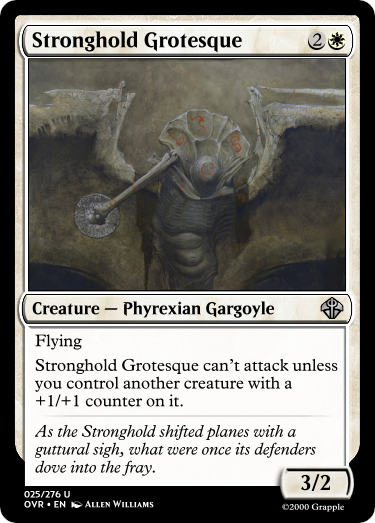 Stronghold Grotesque 2
Creature — Phyrexian Gargoyle
Flying
Stronghold Grotesque can't attack unless
you control another creature with a
+1/+1 counter on it.
As the Stronghold shifted planes with a
guttural sigh, what were once its defenders
dove into the fray.
3/2
025/276 U
OVR • EN Allen Williams
©2000 Grapple